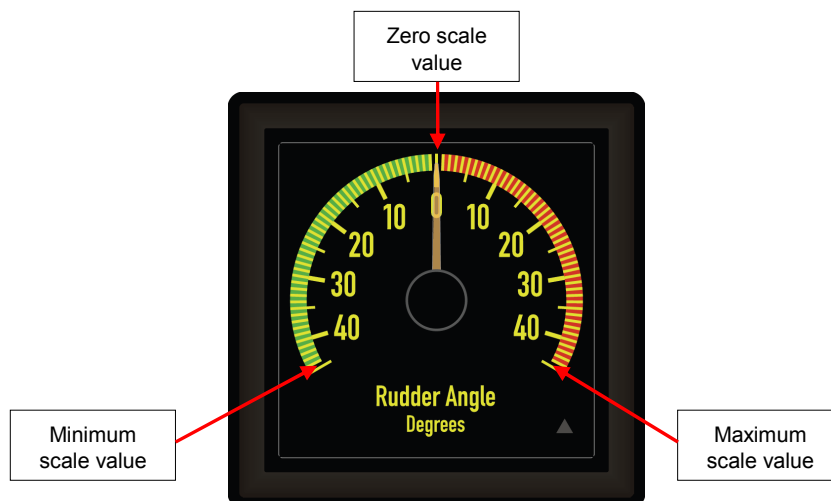 Zero scale
value
0
10
10
20
20
30
30
40
40
Rudder Angle
Degrees
Minimum
scale value
Maximum
scale value